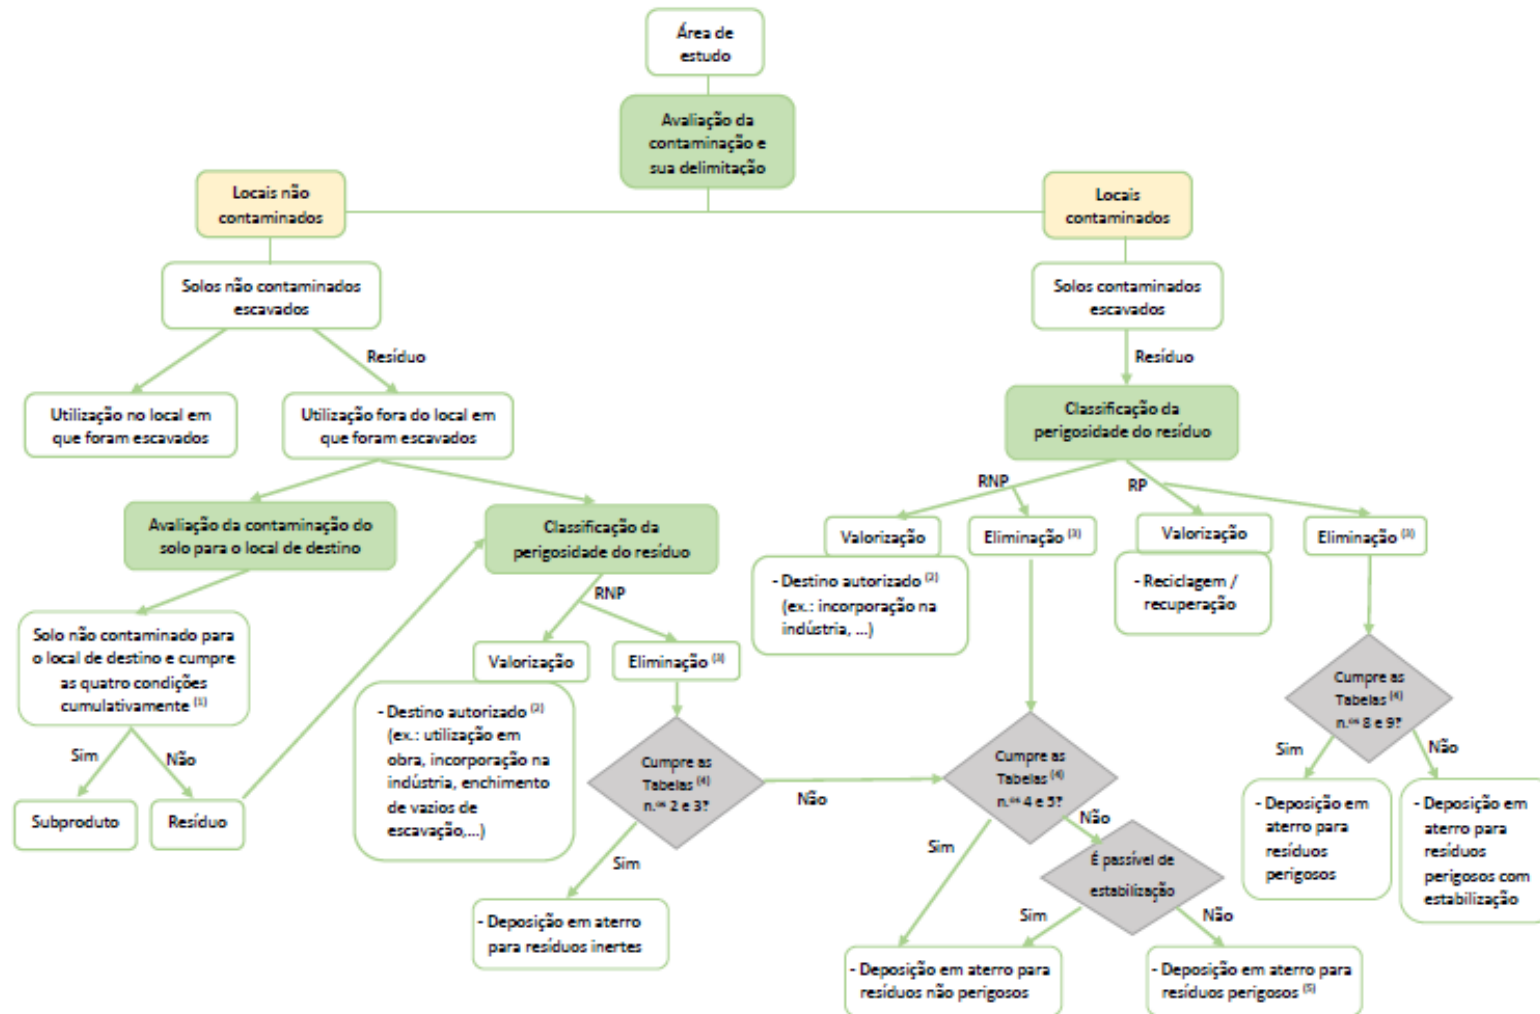 Área de
estudo
Avaliação da
contaminação e
sua delimitação
Locais não
contaminados
Locais
contaminados
Solos não contaminados
escavados
Solos contaminados
escavados
Resíduo
Resíduo
Utilização no local em
que foram escavados
Utilização fora do local em
que foram escavados
Classificação da
perigosidade do resíduo
RNP
RP
Avaliação da contaminação do
solo para o local de destino
Classificação da
perigosidade do resíduo
Valorização
Eliminação (3)
Valorização
Eliminação (3)
- Destino autorizado (2)
(ex.: incorporação na
indústria, ...)
- Reciclagem /
recuperação
RNP
Solo não contaminado para
o local de destino e cumpre
as quatro condições
cumulativamente (1)
Valorização
Eliminação (3)
- Destino autorizado (2)
(ex.: utilização em
obra, incorporação na
indústria, enchimento
de vazios de
escavação,...)
Cumpre as
Tabelas (4)
n.os 8 e 9?
Sim
Não
Sim
Não
Subproduto
Resíduo
Cumpre as
Tabelas (4)
n.os 2 e 3?
Não
Cumpre as
Tabelas (4)
n.os 4 e 5?
Sim
Sim
Não
É passível de
estabilização
- Deposição em
aterro para
resíduos
perigosos
- Deposição em
aterro para
resíduos
perigosos com
estabilização
- Deposição em aterro
para resíduos inertes
Sim
Não
- Deposição em aterro para
resíduos não perigosos
- Deposição em aterro para
resíduos perigosos (5)